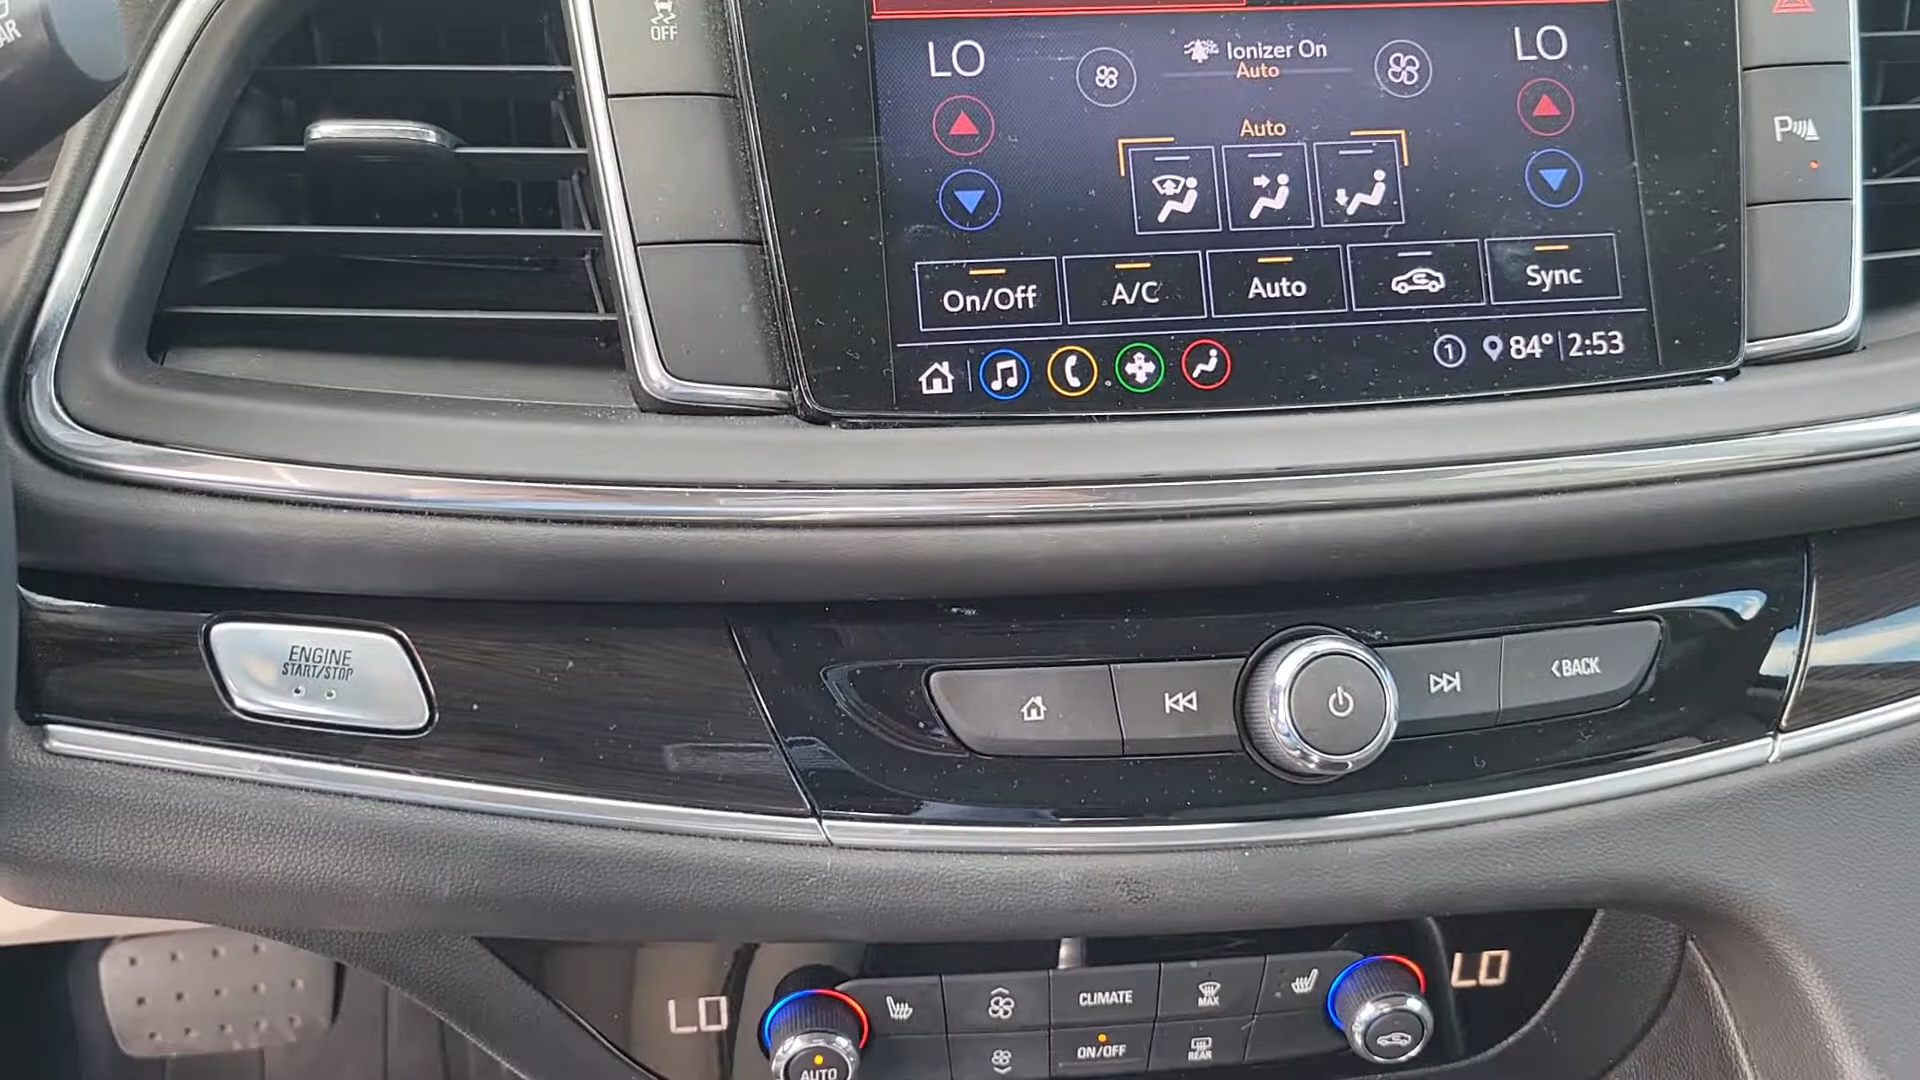 OFF
LO
Ionizer On
Auto
LO
Auto
P
On/Off
A/C
Auto
Sync
1
84° 2:53
ENGINE
START/STOP
<BACK
LO
CLIMATE
MAX
LO
AUTO
ON/OFF
REAR